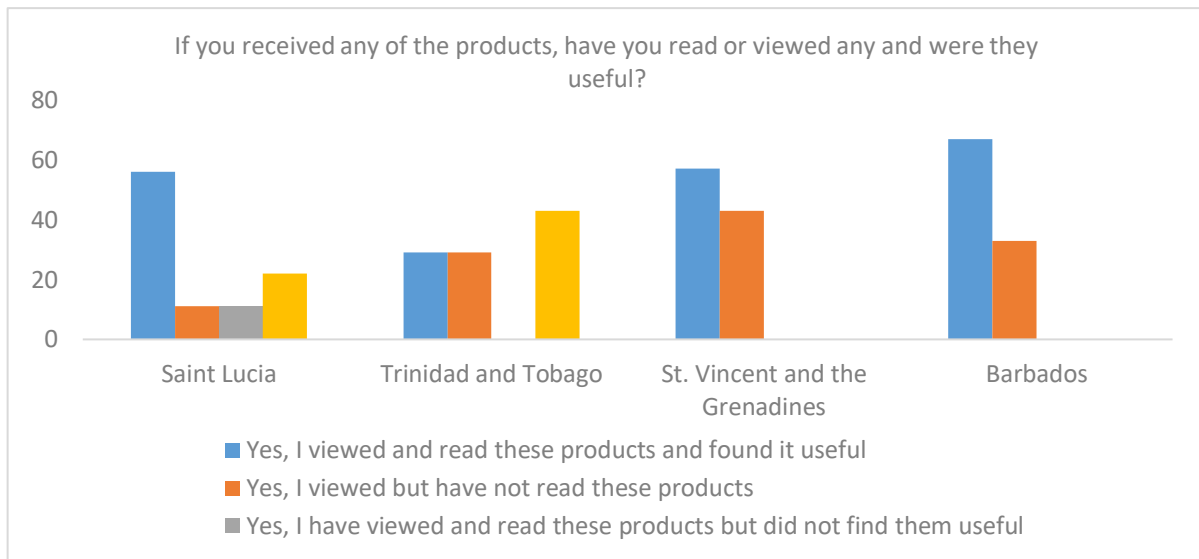 If you received any of the products, have you read or viewed any and were they
useful?
80
60
40
20
0
Saint Lucia
Trinidad and Tobago
St. Vincent and the
Grenadines
Barbados
Yes, I viewed and read these products and found it useful
Yes, I viewed but have not read these products
Yes, I have viewed and read these products but did not find them useful